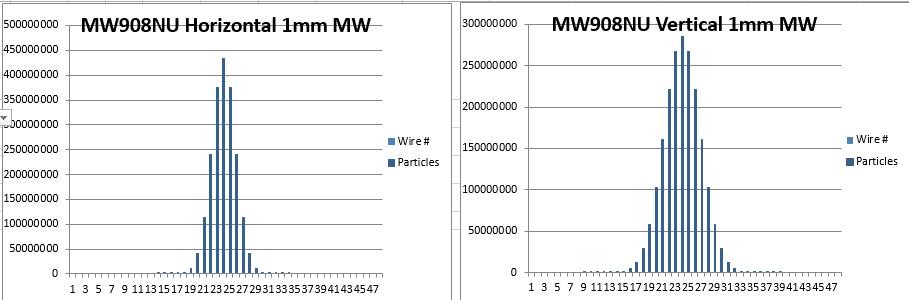 MW908NU Horizontal 1mm MW
500000000
450000000
400000000
350000000
300000000
250000000
200000000
150000000
100000000
50000000
0
1 3 5 7 9 11 13 15 17 19 21 23 25 27 29 31 33 35 37 39 41 43 45 47
Wire #
Particles
MW908NU Vertical 1mm MW
300000000
250000000
200000000
150000000
100000000
50000000
0
1 3 5 7 9 11 13 15 17 19 21 23 25 27 29 31 33 35 37 39 41 43 45 47
Wire #
Particles